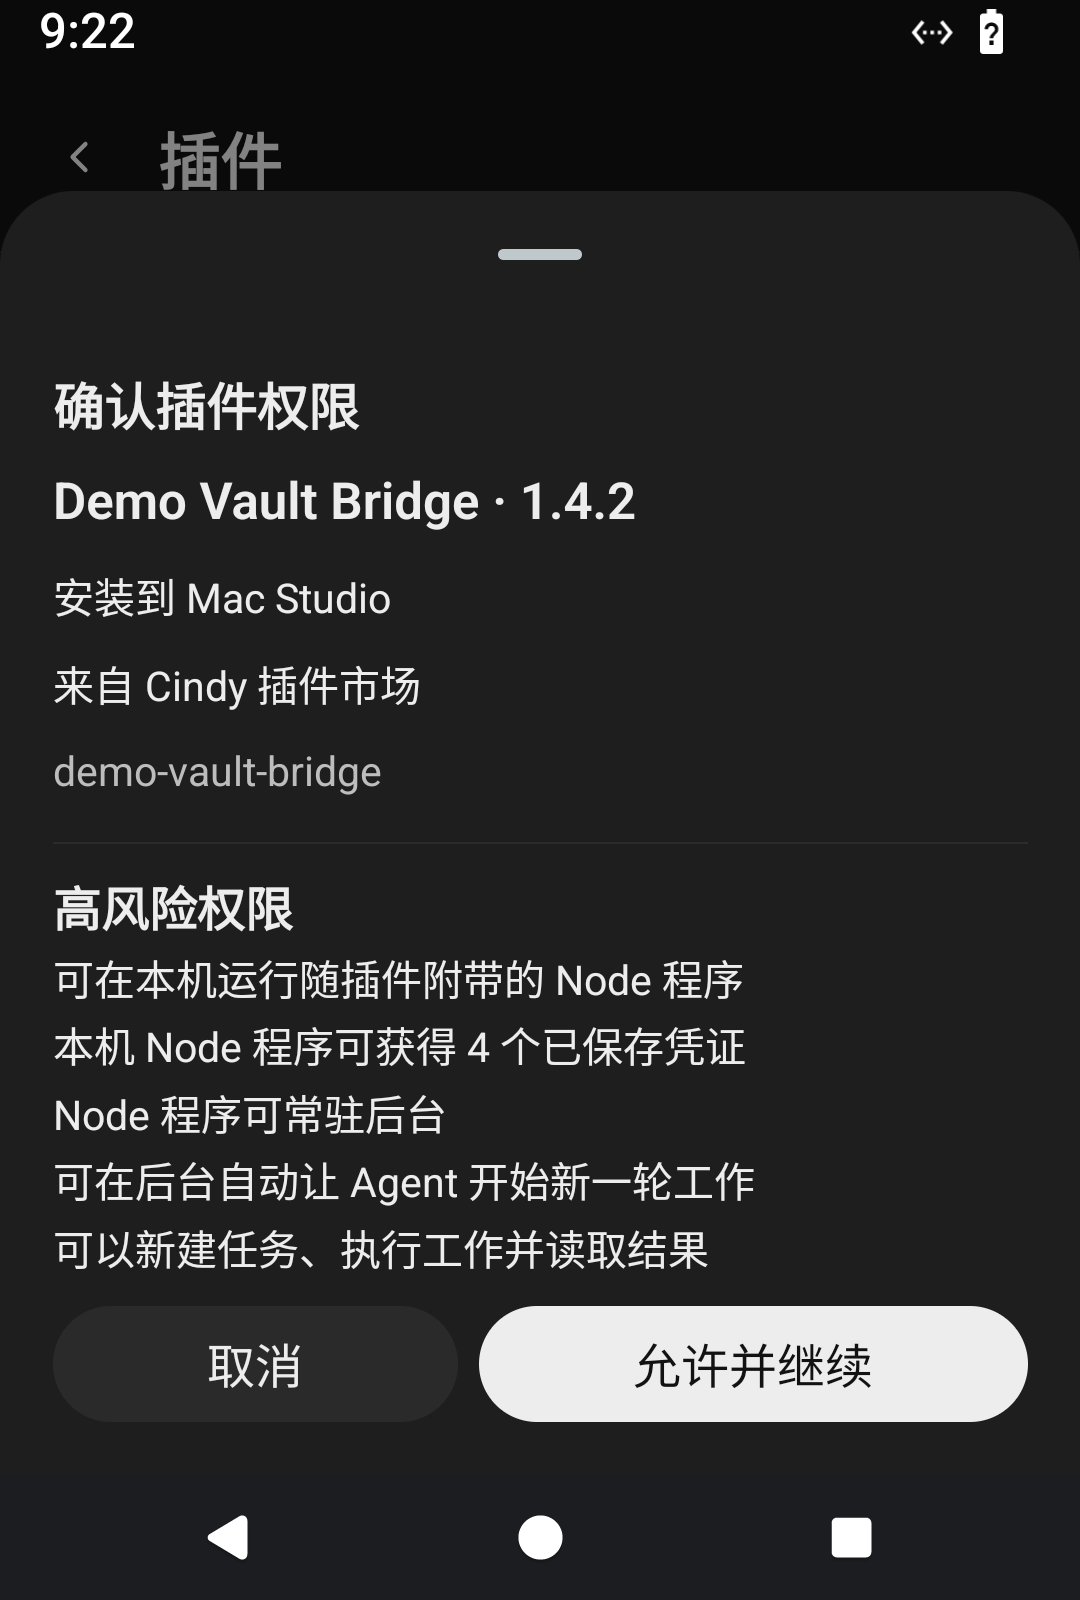 9:22
插件
确认插件权限
Demo Vault Bridge · 1.4.2
安装到 Mac Studio
来自 Cindy 插件市场
demo-vault-bridge
高风险权限
可在本机运行随插件附带的 Node 程序
本机 Node 程序可获得 4 个已保存凭证
Node 程序可常驻后台
可在后台自动让 Agent 开始新一轮工作
可以新建任务、执行工作并读取结果
取消
允许并继续